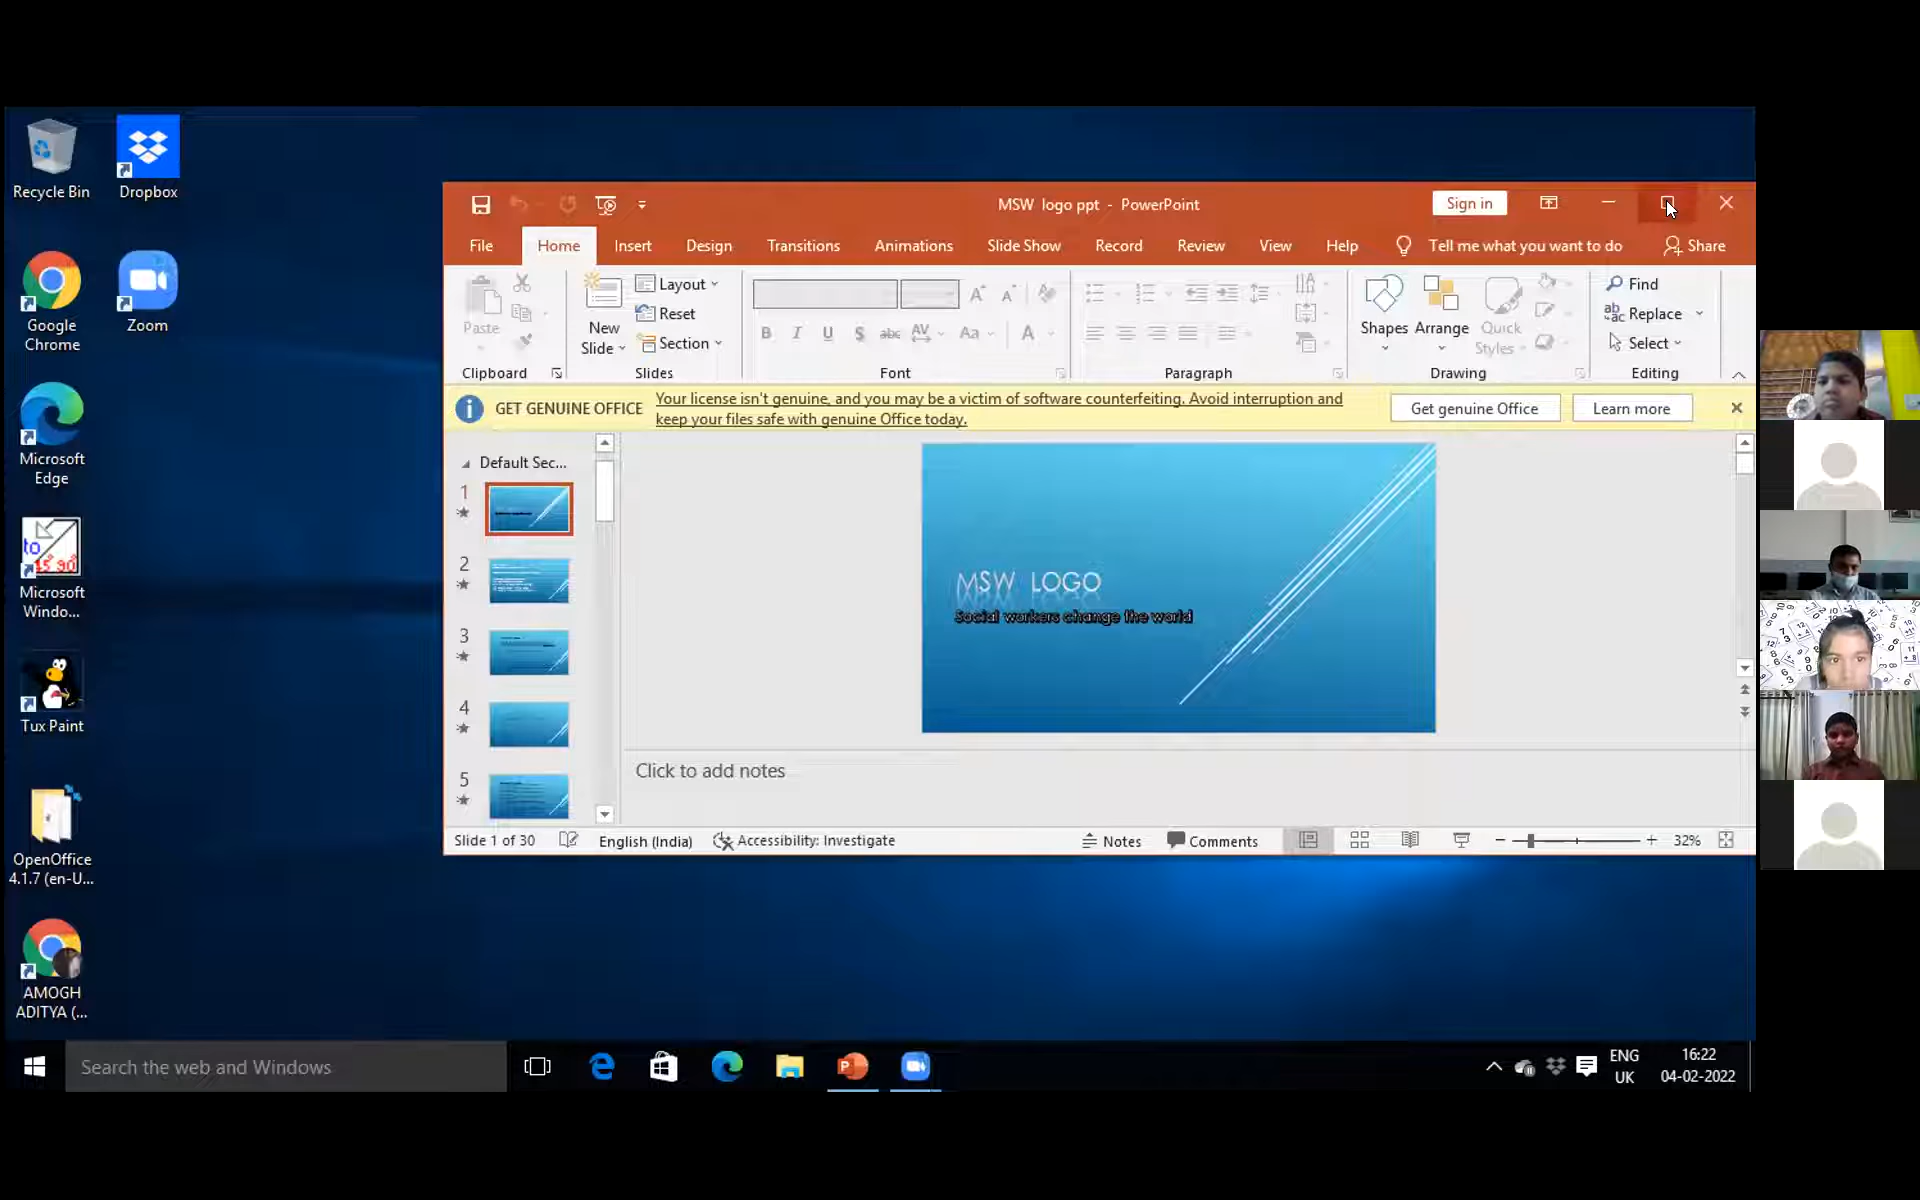 Recycle Bin
Dropbox
Google
Chrome
Zoom
Microsoft
Edge
to
45° 90°
Microsoft
Windo...
Tux Paint
OpenOffice
4.1.7 (en-U...
AMOGH
ADITYA (...
MSW logo ppt - PowerPoint
Sign in
File
Home
Insert
Design
Transitions
Animations
Slide Show
Record
Review
View
Help
Tell me what you want to do
Share
Paste
Clipboard
New
Slide
Layout
Reset
Section
Slides
B I U S abc AV Aa A
Font
Paragraph
Shapes
Arrange
Quick
Styles
Drawing
Find
Replace
Select
Editing
GET GENUINE OFFICE
Your license isn't genuine, and you may be a victim of software counterfeiting. Avoid interruption and
keep your files safe with genuine Office today.
Get genuine Office
Learn more
Default Sec...
1
2
3
4
5
MSW LOGO
Social workers change the world
Click to add notes
Slide 1 of 30
English (India)
Accessibility: Investigate
Notes
Comments
32%
Search the web and Windows
ENG
UK
16:22
04-02-2022